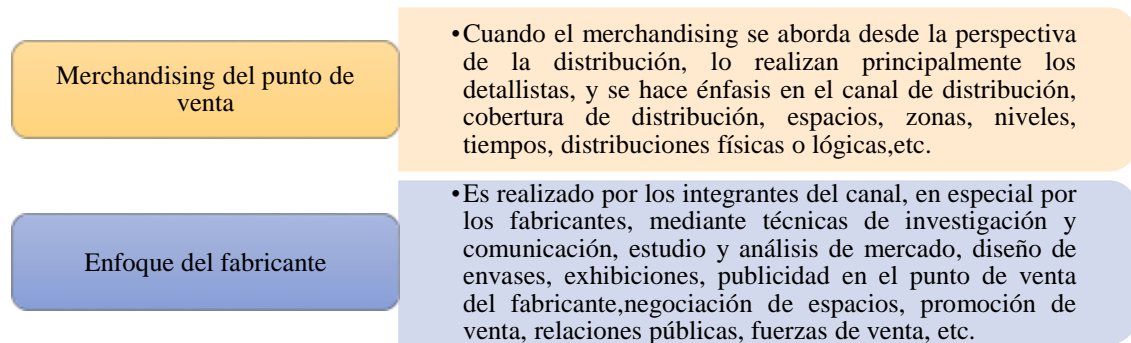 Merchandising del punto de
venta
•Cuando el merchandising se aborda desde la perspectiva
de la distribución, lo realizan principalmente los
detallistas, y se hace énfasis en el canal de distribución,
cobertura de distribución, espacios, zonas, niveles,
tiempos, distribuciones físicas o lógicas,etc.
Enfoque del fabricante
•Es realizado por los integrantes del canal, en especial por
los fabricantes, mediante técnicas de investigación y
comunicación, estudio y análisis de mercado, diseño de
envases, exhibiciones, publicidad en el punto de venta
del fabricante,negociación de espacios, promoción de
venta, relaciones públicas, fuerzas de venta, etc.